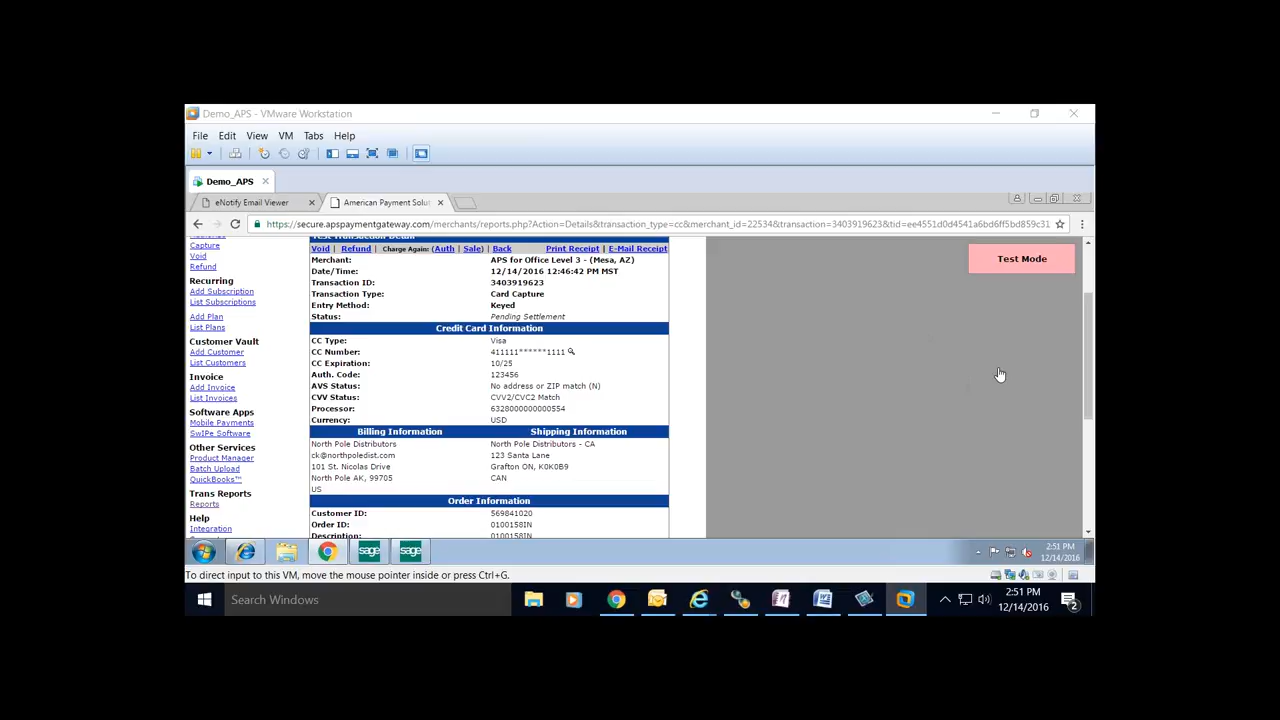 Demo_APS - VMware Workstation
File Edit View VM Tabs Help
Demo_APS
eNotify Email Viewer
American Payment Solut
https://secure.apspaymentgateway.com/merchants/reports.php?Action=Details&transaction_type=cc&merchant_id=22534&transaction=3403919623&tid=ee4551d0d4541a6bd6ff5bd859c31
Capture
Void
Refund
Recurring
Add Subscription
List Subscriptions
Add Plan
List Plans
Customer Vault
Add Customer
List Customers
Invoice
Add Invoice
List Invoices
Software Apps
Mobile Payments
SwIPe Software
Other Services
Product Manager
Batch Upload
QuickBooks™
Trans Reports
Reports
Help
Integration
Void | Refund | Charge Again: (Auth | Sale) | Back Print Receipt | E-Mail Receipt
Merchant: APS for Office Level 3 - (Mesa, AZ)
Date/Time: 12/14/2016 12:46:42 PM MST
Transaction ID: 3403919623
Transaction Type: Card Capture
Entry Method: Keyed
Status: Pending Settlement
Credit Card Information
CC Type: Visa
CC Number: 411111******1111
CC Expiration: 10/25
Auth. Code: 123456
AVS Status: No address or ZIP match (N)
CVV Status: CVV2/CVC2 Match
Processor: 6328000000000554
Currency: USD
Billing Information Shipping Information
North Pole Distributors North Pole Distributors - CA
ck@northpoledist.com 123 Santa Lane
101 St. Nicolas Drive Grafton ON, K0K0B9
North Pole AK, 99705 CAN
US
Order Information
Customer ID: 569841020
Order ID: 0100158IN
Description: 0100158IN
Test Mode
sage
sage
2:51 PM
12/14/2016
To direct input to this VM, move the mouse pointer inside or press Ctrl+G.
Search Windows
2:51 PM
12/14/2016
2